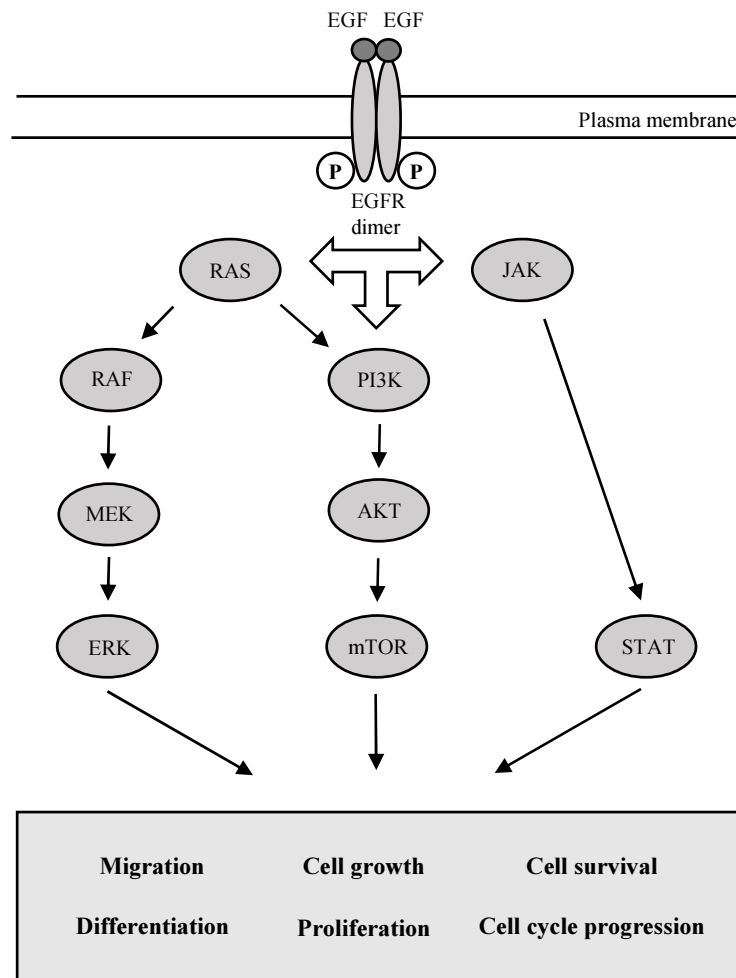 EGF EGF
Plasma membrane
P P
EGFR
dimer
RAS JAK
RAF PI3K
MEK AKT
ERK mTOR STAT
Migration Cell growth Cell survival
Differentiation Proliferation Cell cycle progression